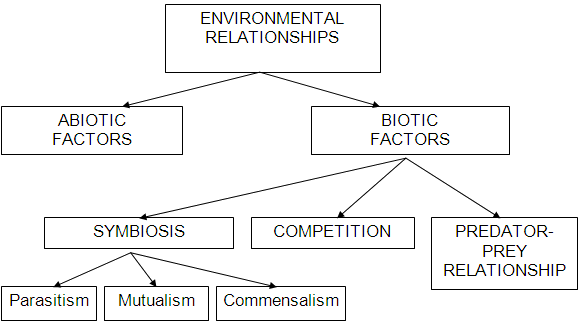 ENVIRONMENTAL
RELATIONSHIPS
ABIOTIC
FACTORS
BIOTIC
FACTORS
SYMBIOSIS
COMPETITION
PREDATOR-
PREY
RELATIONSHIP
Parasitism
Mutualism
Commensalism